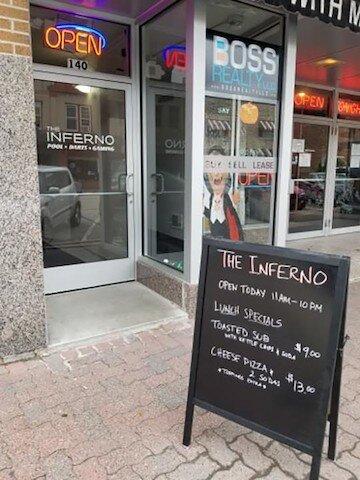 WITH M
OPEN
140
THE
INFERNO
POOL • DARTS • GAMING
BOSS
REALTY
SAY
BUY SELL LEASE
OPEN
OPEN
THE INFERNO
OPEN TODAY 11AM-10PM
LUNCH SPECIALS
TOASTED SUB
WITH KETTLE CHIPS & SODA
$9.00
CHEESE PIZZA &
2 SODAS
* TOPPINGS EXTRA *
$13.00